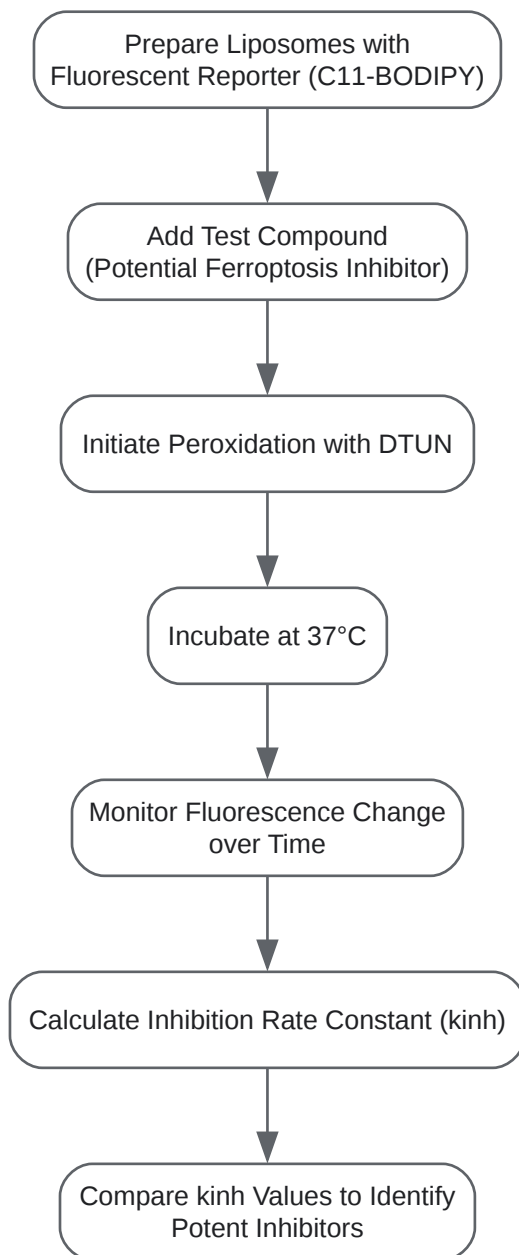 Prepare Liposomes with
Fluorescent Reporter (C11-BODIPY)
Add Test Compound
(Potential Ferroptosis Inhibitor)
Initiate Peroxidation with DTUN
Incubate at 37°C
Monitor Fluorescence Change
over Time
Calculate Inhibition Rate Constant (kinh)
Compare kinh Values to Identify
Potent Inhibitors